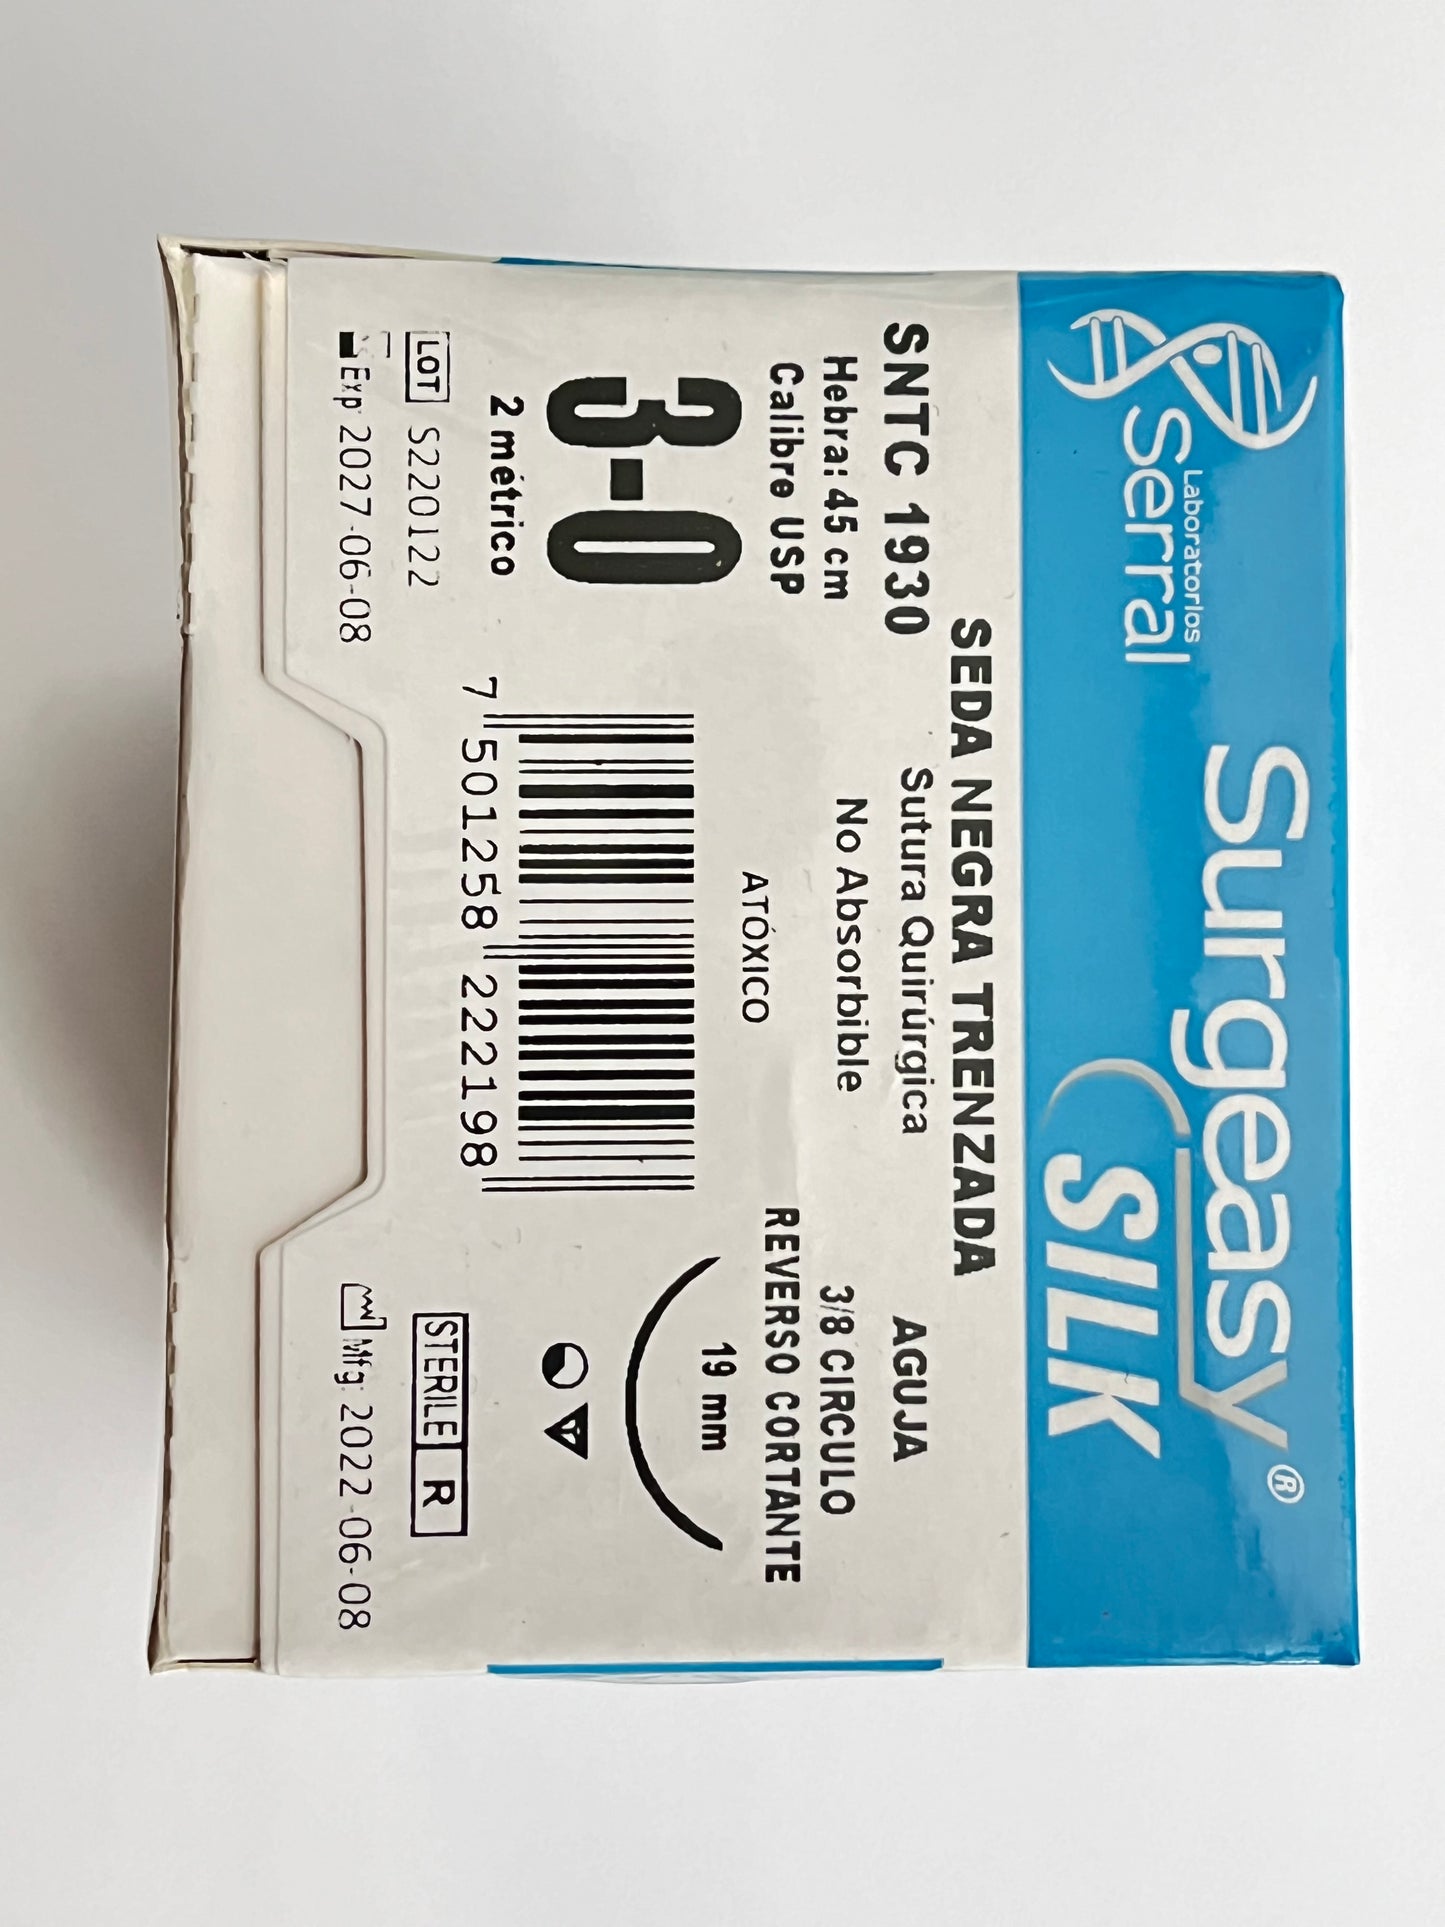 Laboratorios
Serral
Surgeasy®
SILK
SEDA NEGRA TRENZADA
SNTC 1930
Hebra: 45 cm
Calibre USP
3-0
2 métrico
Sutura Quirúrgica
No Absorbible
ATÓXICO
7 501258 222198
AGUJA
3/8 CIRCULO
REVERSO CORTANTE
19 mm
LOT S220122
Exp: 2027-06-08
STERILE R
Mfg: 2022-06-08